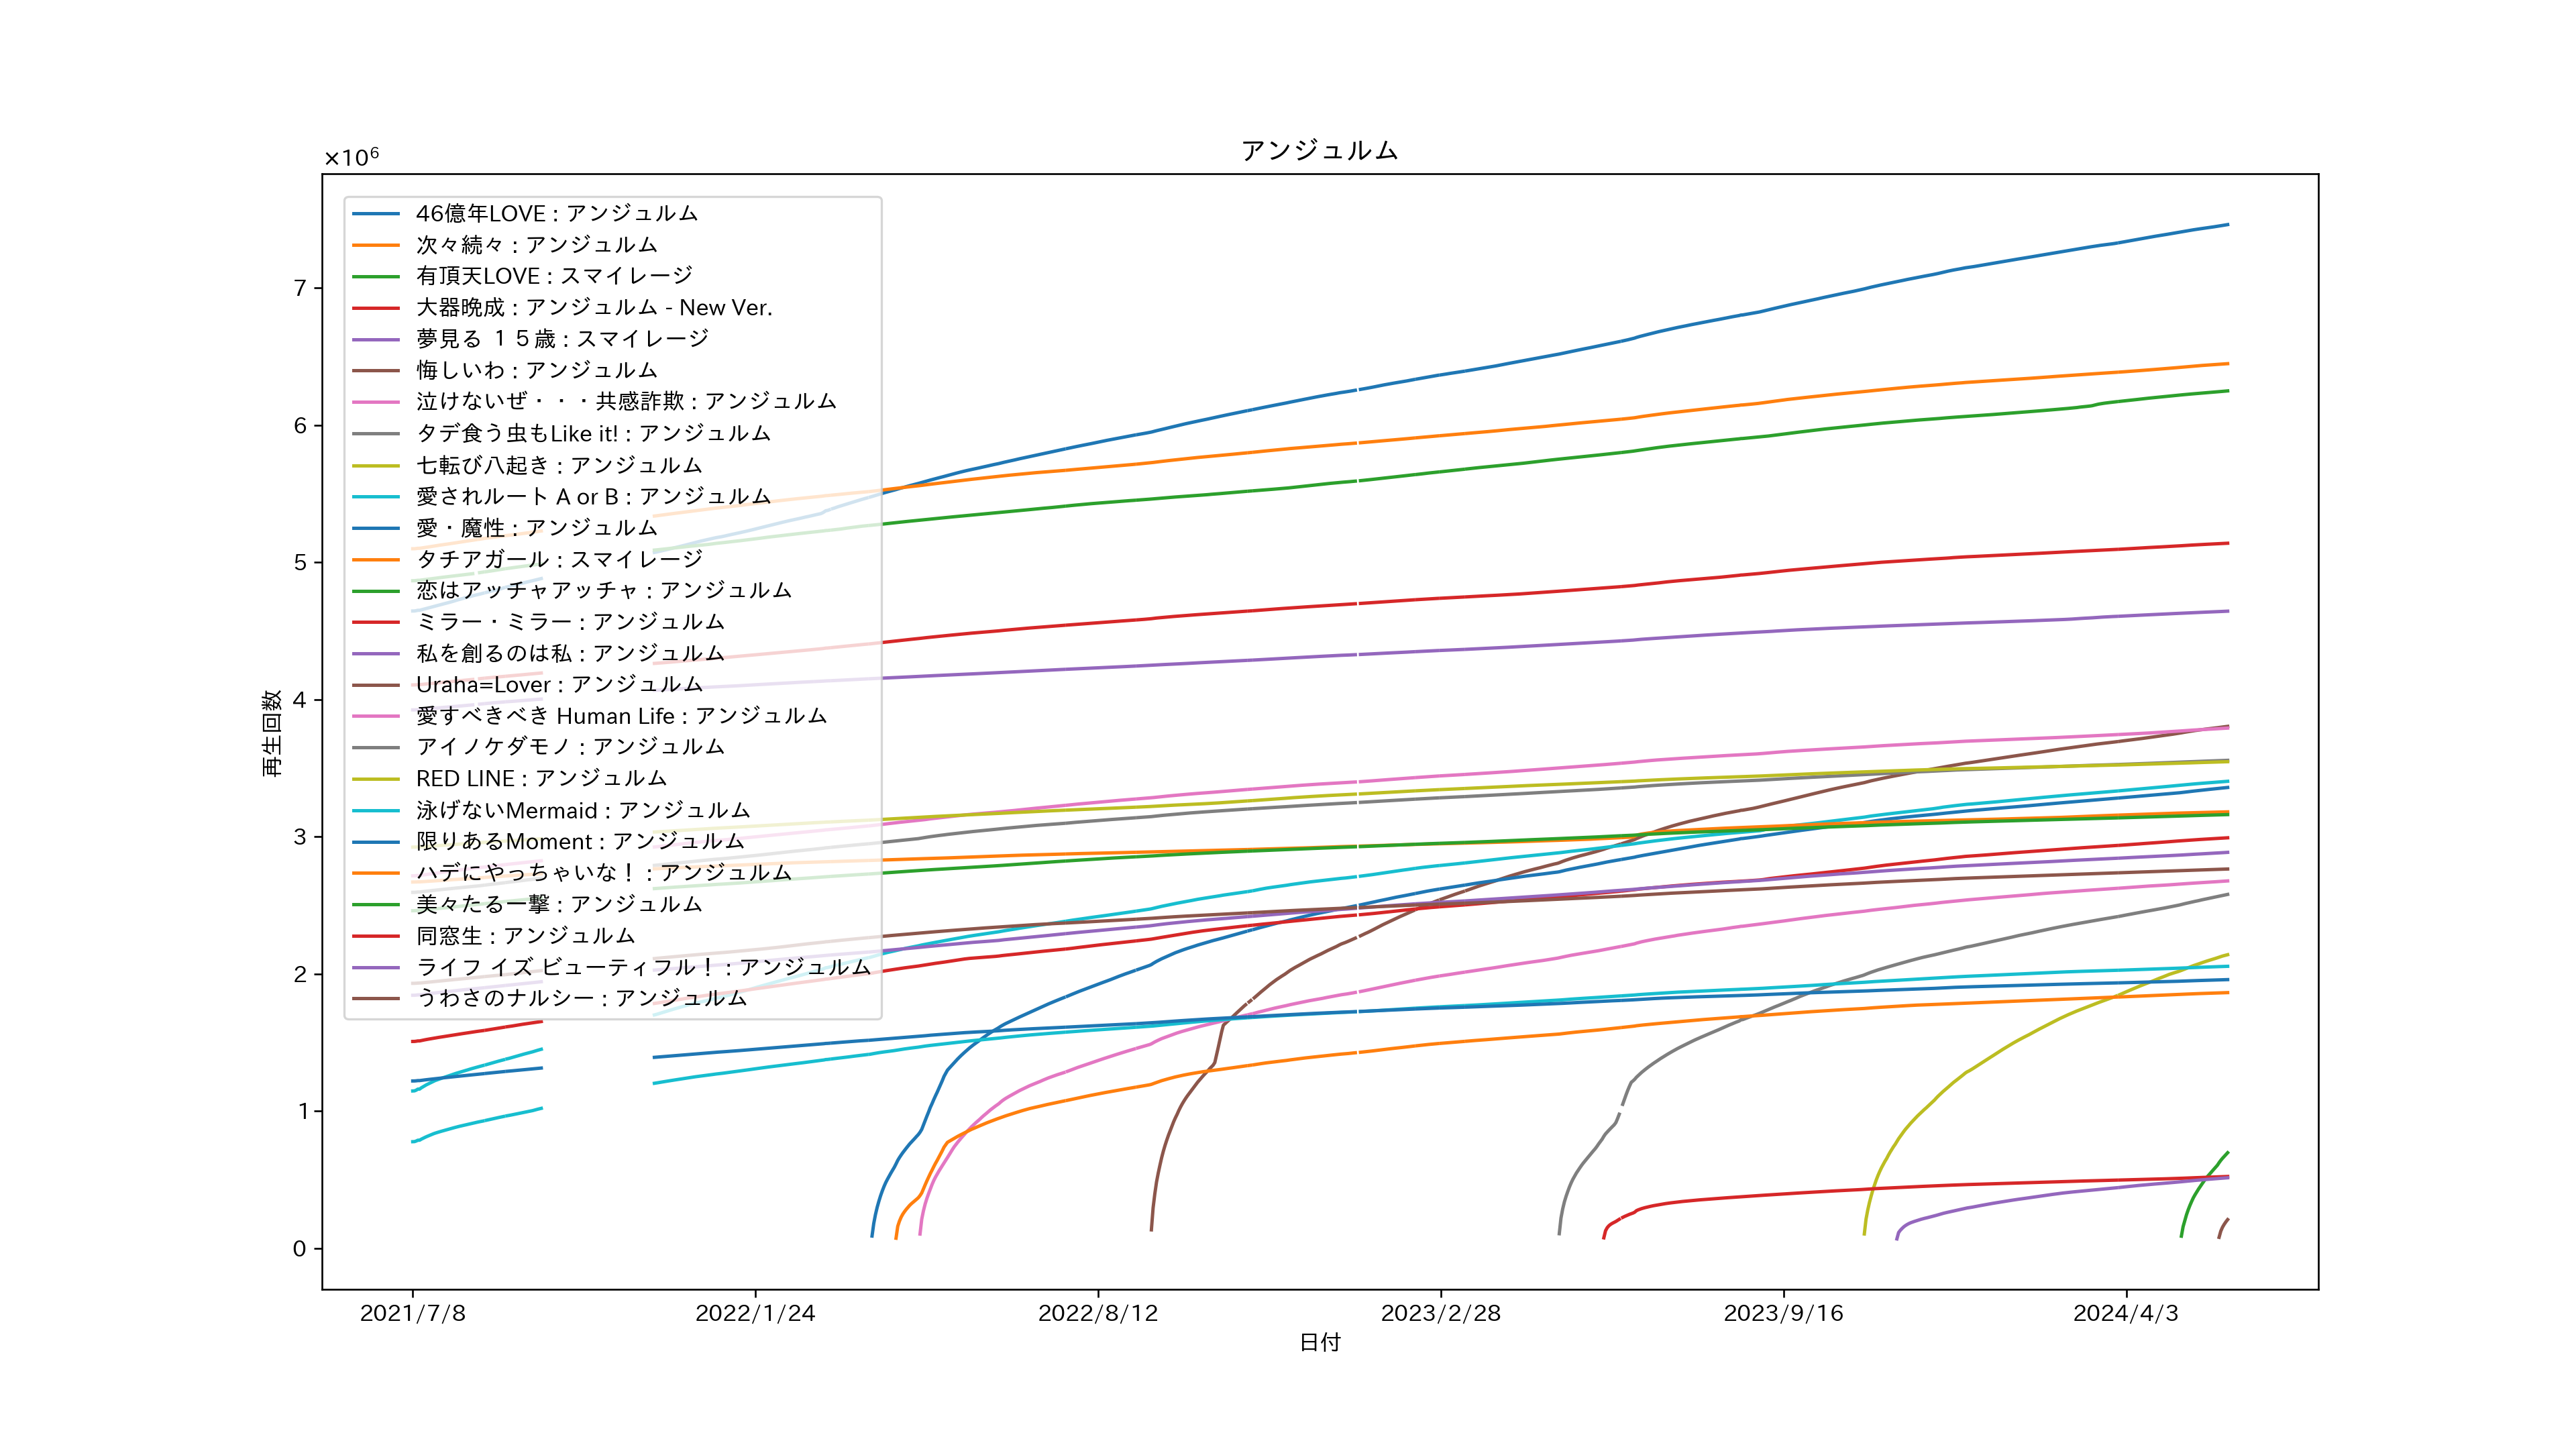 アンジュルム
×10⁶
46億年LOVE : アンジュルム
次々続々 : アンジュルム
有頂天LOVE : スマイレージ
大器晩成 : アンジュルム - New Ver.
夢見る １５歳 : スマイレージ
悔しいわ : アンジュルム
泣けないぜ・・・共感詐欺 : アンジュルム
タデ食う虫もLike it! : アンジュルム
七転び八起き : アンジュルム
愛されルート A or B : アンジュルム
愛・魔性 : アンジュルム
タチアガール : スマイレージ
恋はアッチャアッチャ : アンジュルム
ミラー・ミラー : アンジュルム
私を創るのは私 : アンジュルム
Uraha=Lover : アンジュルム
愛すべきべき Human Life : アンジュルム
アイノケダモノ : アンジュルム
RED LINE : アンジュルム
泳げないMermaid : アンジュルム
限りあるMoment : アンジュルム
ハデにやっちゃいな！ : アンジュルム
美々たる一撃 : アンジュルム
同窓生 : アンジュルム
ライフ イズ ビューティフル！ : アンジュルム
うわさのナルシー : アンジュルム
7
6
5
4
3
2
1
0
再生回数
2021/7/8
2022/1/24
2022/8/12
2023/2/28
2023/9/16
2024/4/3
日付